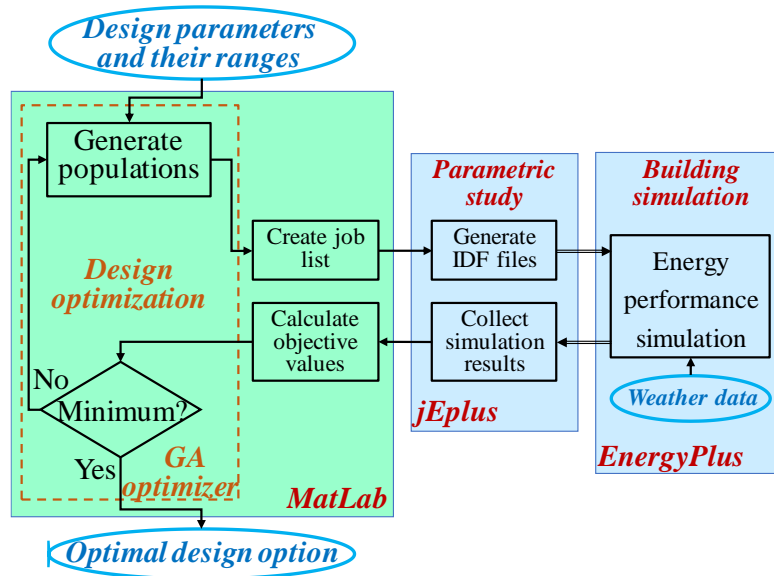 Design parameters
and their ranges
Generate
populations
Parametric
study
Building
simulation
Create job
list
Generate
IDF files
Energy
performance
simulation
Design
optimization
Calculate
objective
values
Collect
simulation
results
No
Minimum?
Weather data
jEplus
EnergyPlus
Yes
GA
optimizer
MatLab
Optimal design option